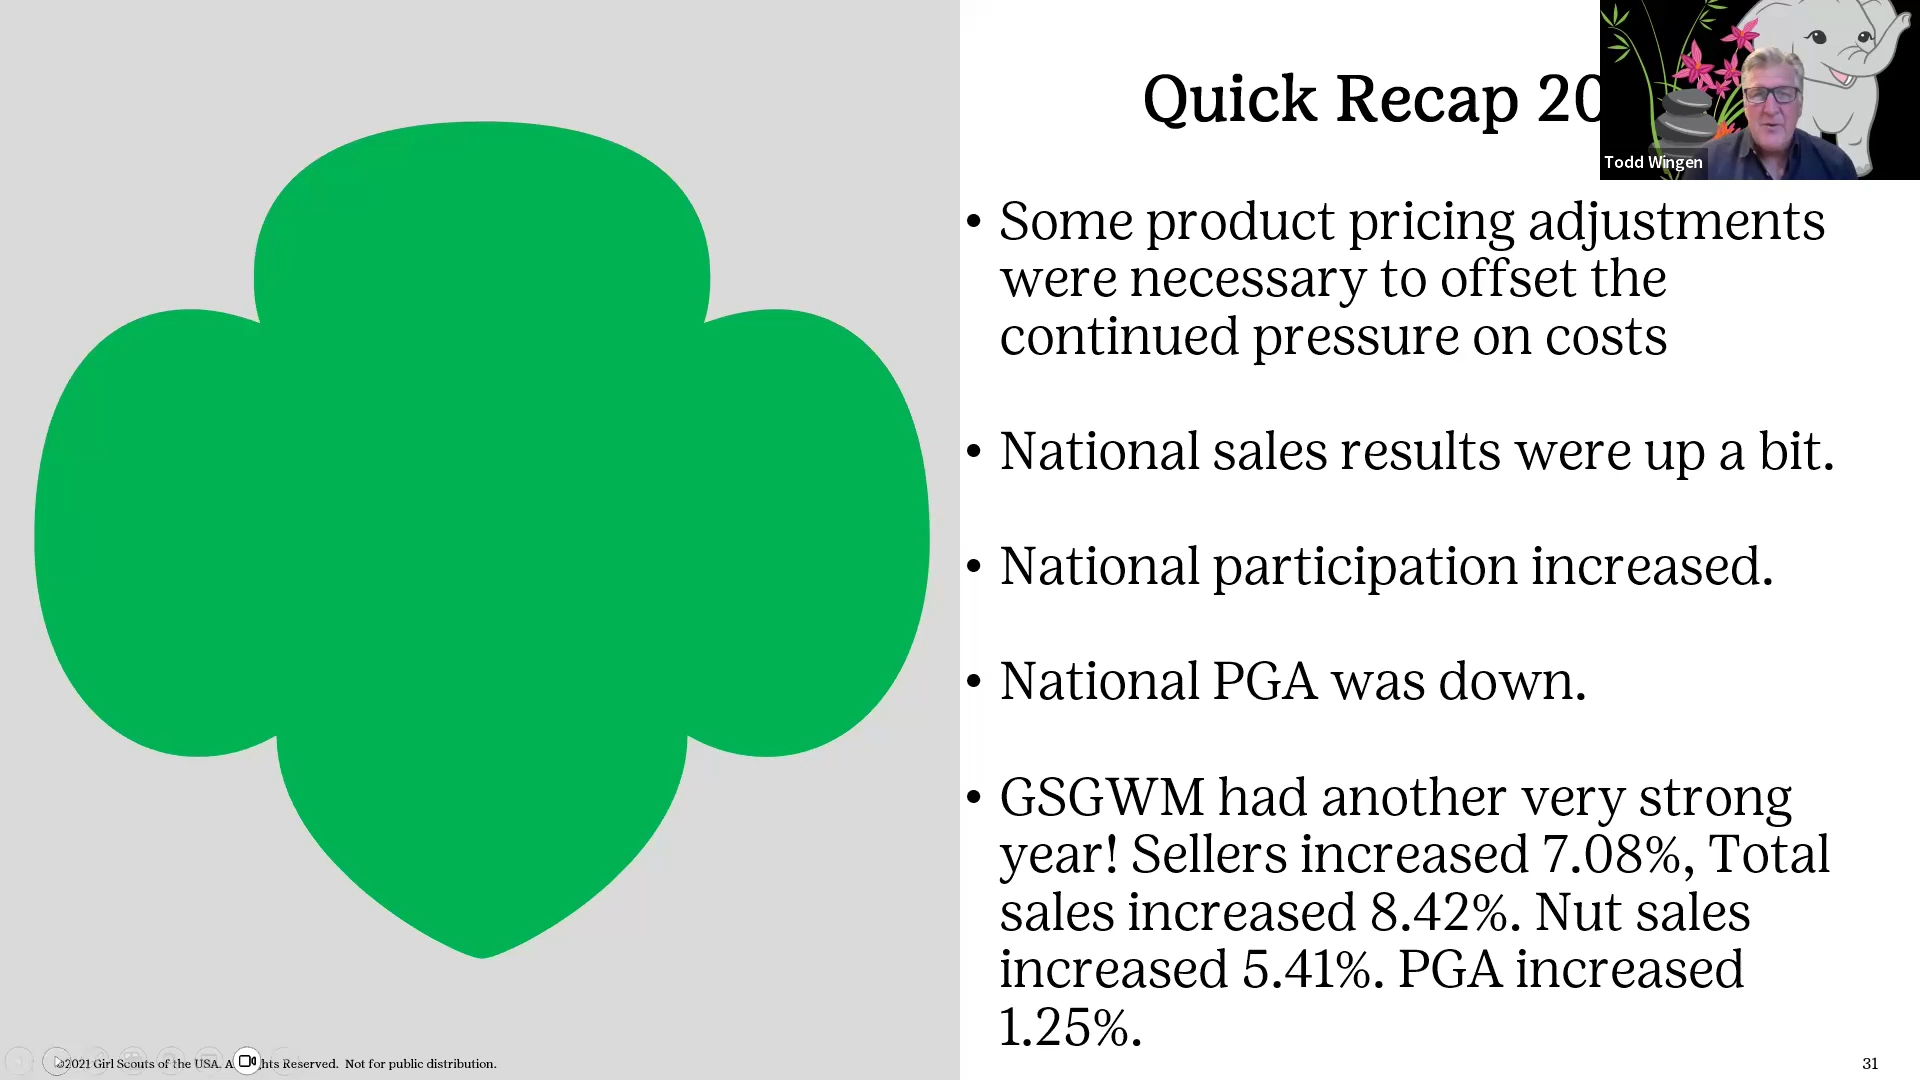 Quick Recap 20
Todd Wingen
• Some product pricing adjustments
were necessary to offset the
continued pressure on costs
• National sales results were up a bit.
• National participation increased.
• National PGA was down.
• GSGWM had another very strong
year! Sellers increased 7.08%, Total
sales increased 8.42%. Nut sales
increased 5.41%. PGA increased
1.25%.
©2021 Girl Scouts of the USA. A hts Reserved. Not for public distribution.
31